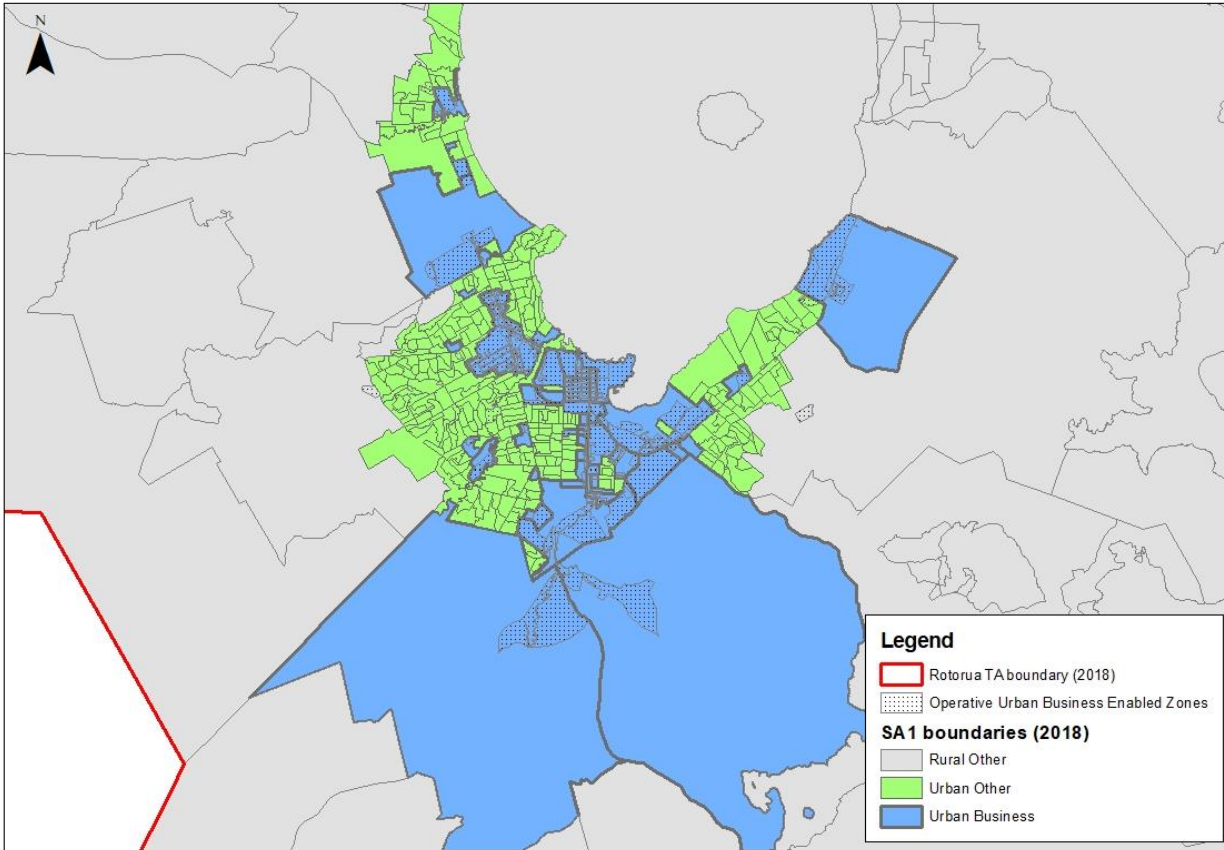 N
Legend
Rotorua TA boundary (2018)
Operative Urban Business Enabled Zones
SA1 boundaries (2018)
Rural Other
Urban Other
Urban Business